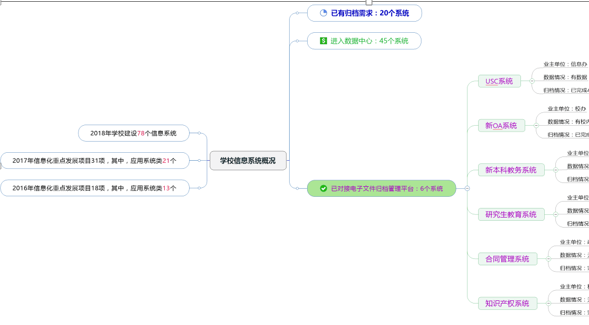 已有归档需求：20个系统
进入数据中心：45个系统
2018年学校建设78个信息系统
2017年信息化重点发展项目31项，其中，应用系统类21个
2016年信息化重点发展项目18项，其中，应用系统类13个
学校信息系统概况
已对接电子文件归档管理平台：6个系统
USC系统
业主单位：信息办
数据情况：有数据
归档情况：已完成
新OA系统
业主单位：校办
数据情况：有校内
归档情况：已完
新本科教务系统
业主单位
数据情况
归档情况
研究生教育系统
业主单位
数据情况
归档情况
合同管理系统
业主单位：
数据情况：
归档情况：
知识产权系统
业主单位：
数据情况：
归档情况：